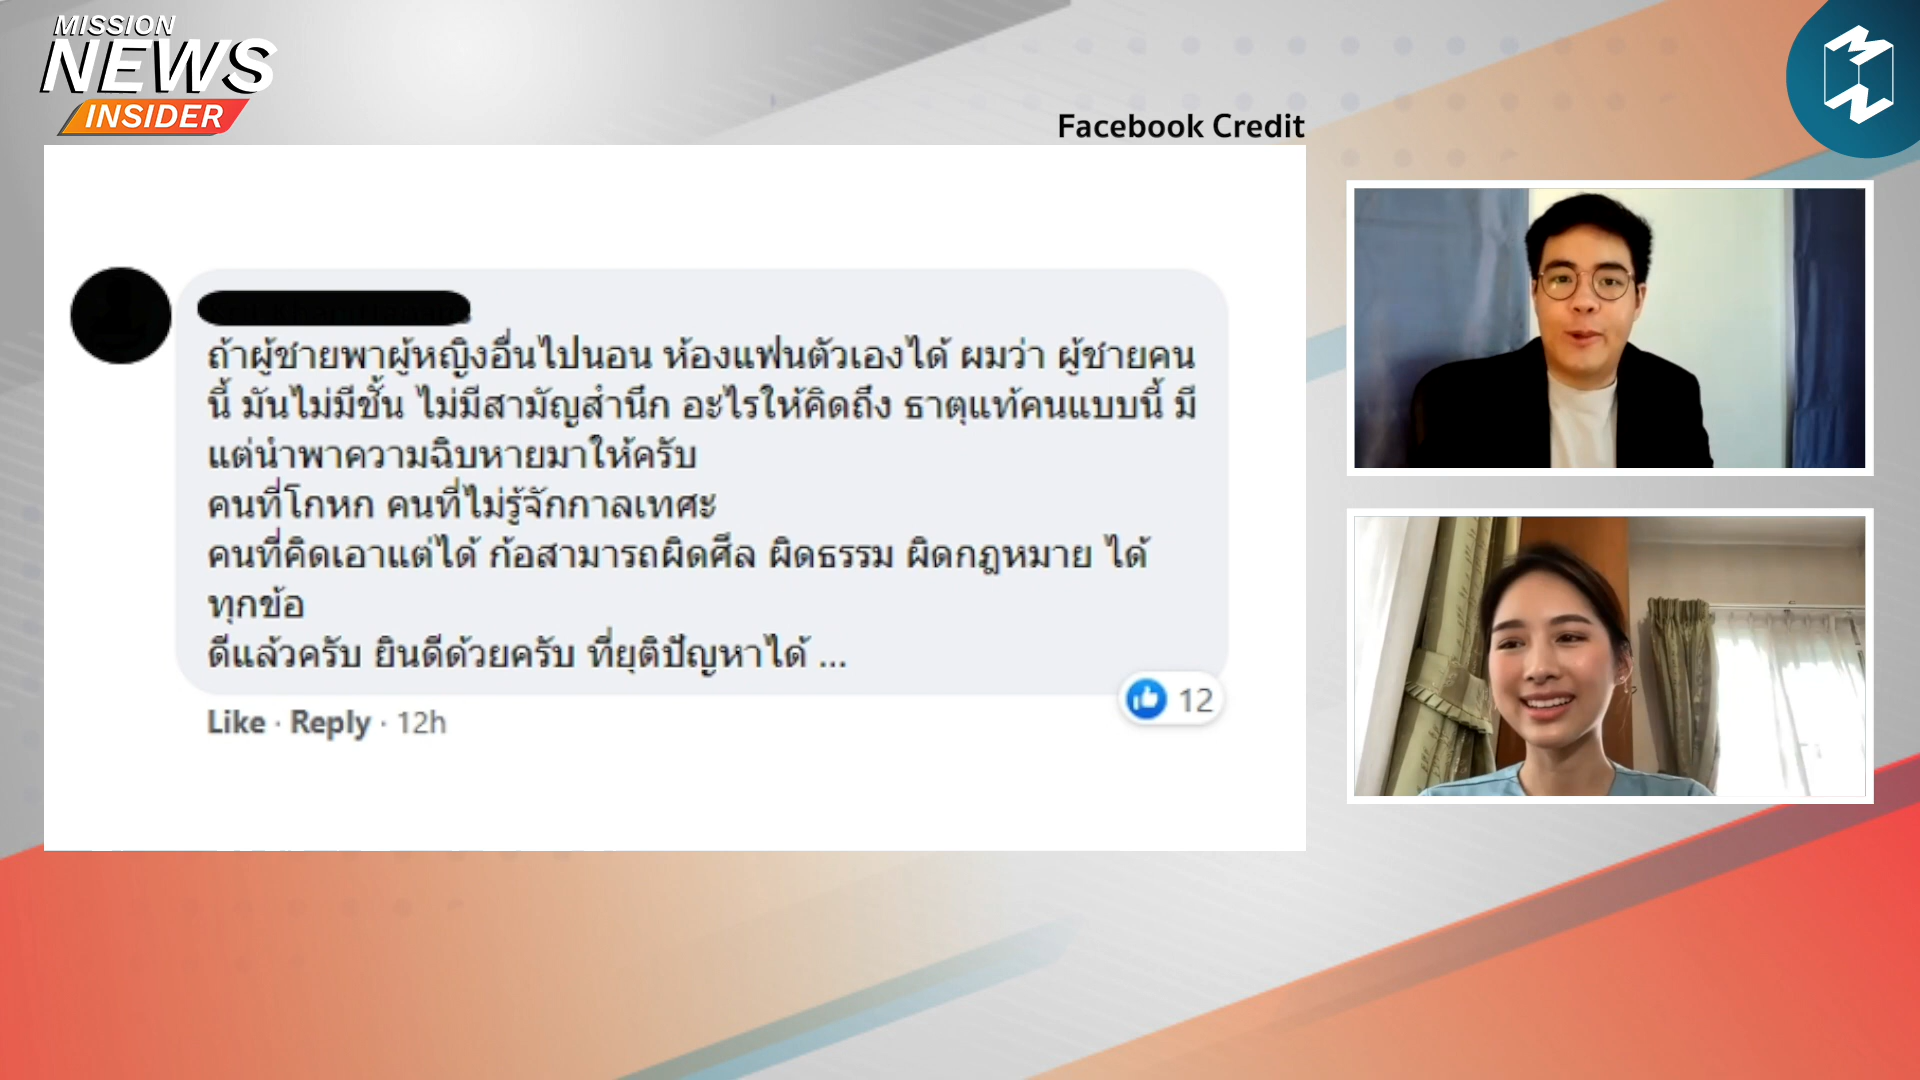 MISSION
NEWS
INSIDER
Facebook Credit
ถ้าผู้ชายพาผู้หญิงอื่นไปนอน ห้องแฟนตัวเองได้ ผมว่า ผู้ชายคน
นี้ มันไม่มีชั้น ไม่มีสามัญสำนึก อะไรให้คิดถึง ธาตุแท้คนแบบนี้ มี
แต่นำพาความฉิบหายมาให้ครับ
คนที่โกหก คนที่ไม่รู้จักกาลเทศะ
คนที่คิดเอาแต่ได้ ก้อสามารถผิดศีล ผิดธรรม ผิดกฎหมาย ได้
ทุกข้อ
ดีแล้วครับ ยินดีด้วยครับ ที่ยุติปัญหาได้ ...
12
Like · Reply · 12h